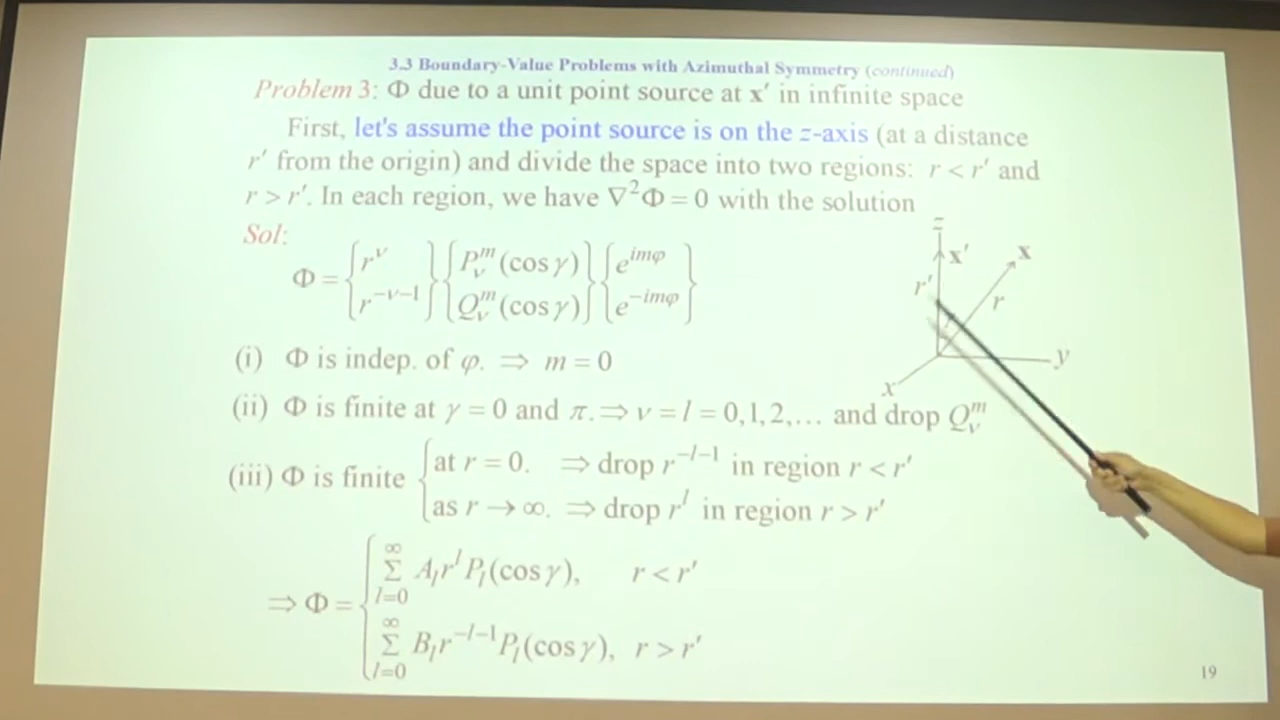 3.3 Boundary-Value Problems with Azimuthal Symmetry (continued)
Problem 3: Φ due to a unit point source at x′ in infinite space
First, let's assume the point source is on the z-axis (at a distance
r′ from the origin) and divide the space into two regions: r < r′ and
r > r′. In each region, we have ∇²Φ = 0 with the solution
Sol:
Φ = { r^ν / r^{-ν-1} } { P_ν^m (cos γ) / Q_ν^m (cos γ) } { e^{imφ} / e^{-imφ} }
z
x′
x
r′
r
y
x
(i) Φ is indep. of φ. ⇒ m = 0
(ii) Φ is finite at γ = 0 and π. ⇒ ν = l = 0, 1, 2, … and drop Q_ν^m
(iii) Φ is finite { at r = 0. ⇒ drop r^{-l-1} in region r < r′
as r → ∞. ⇒ drop r^l in region r > r′
⇒ Φ = { ∑_{l=0}^{∞} A_l r^l P_l(cos γ), r < r′
∑_{l=0}^{∞} B_l r^{-l-1} P_l(cos γ), r > r′
19